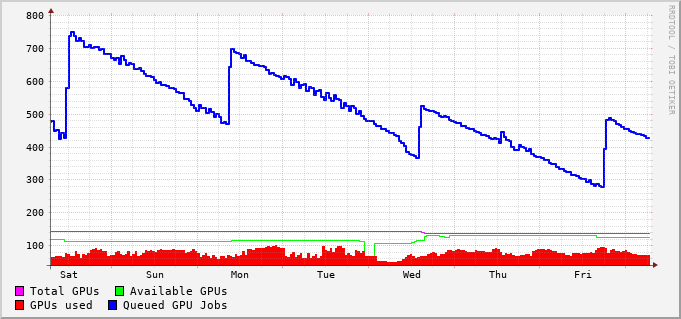 800
700
600
500
400
300
200
100
Sat Sun Mon Tue Wed Thu Fri
Total GPUs Available GPUs
GPUs used Queued GPU Jobs
RRDTOOL / TOBI OETIKER